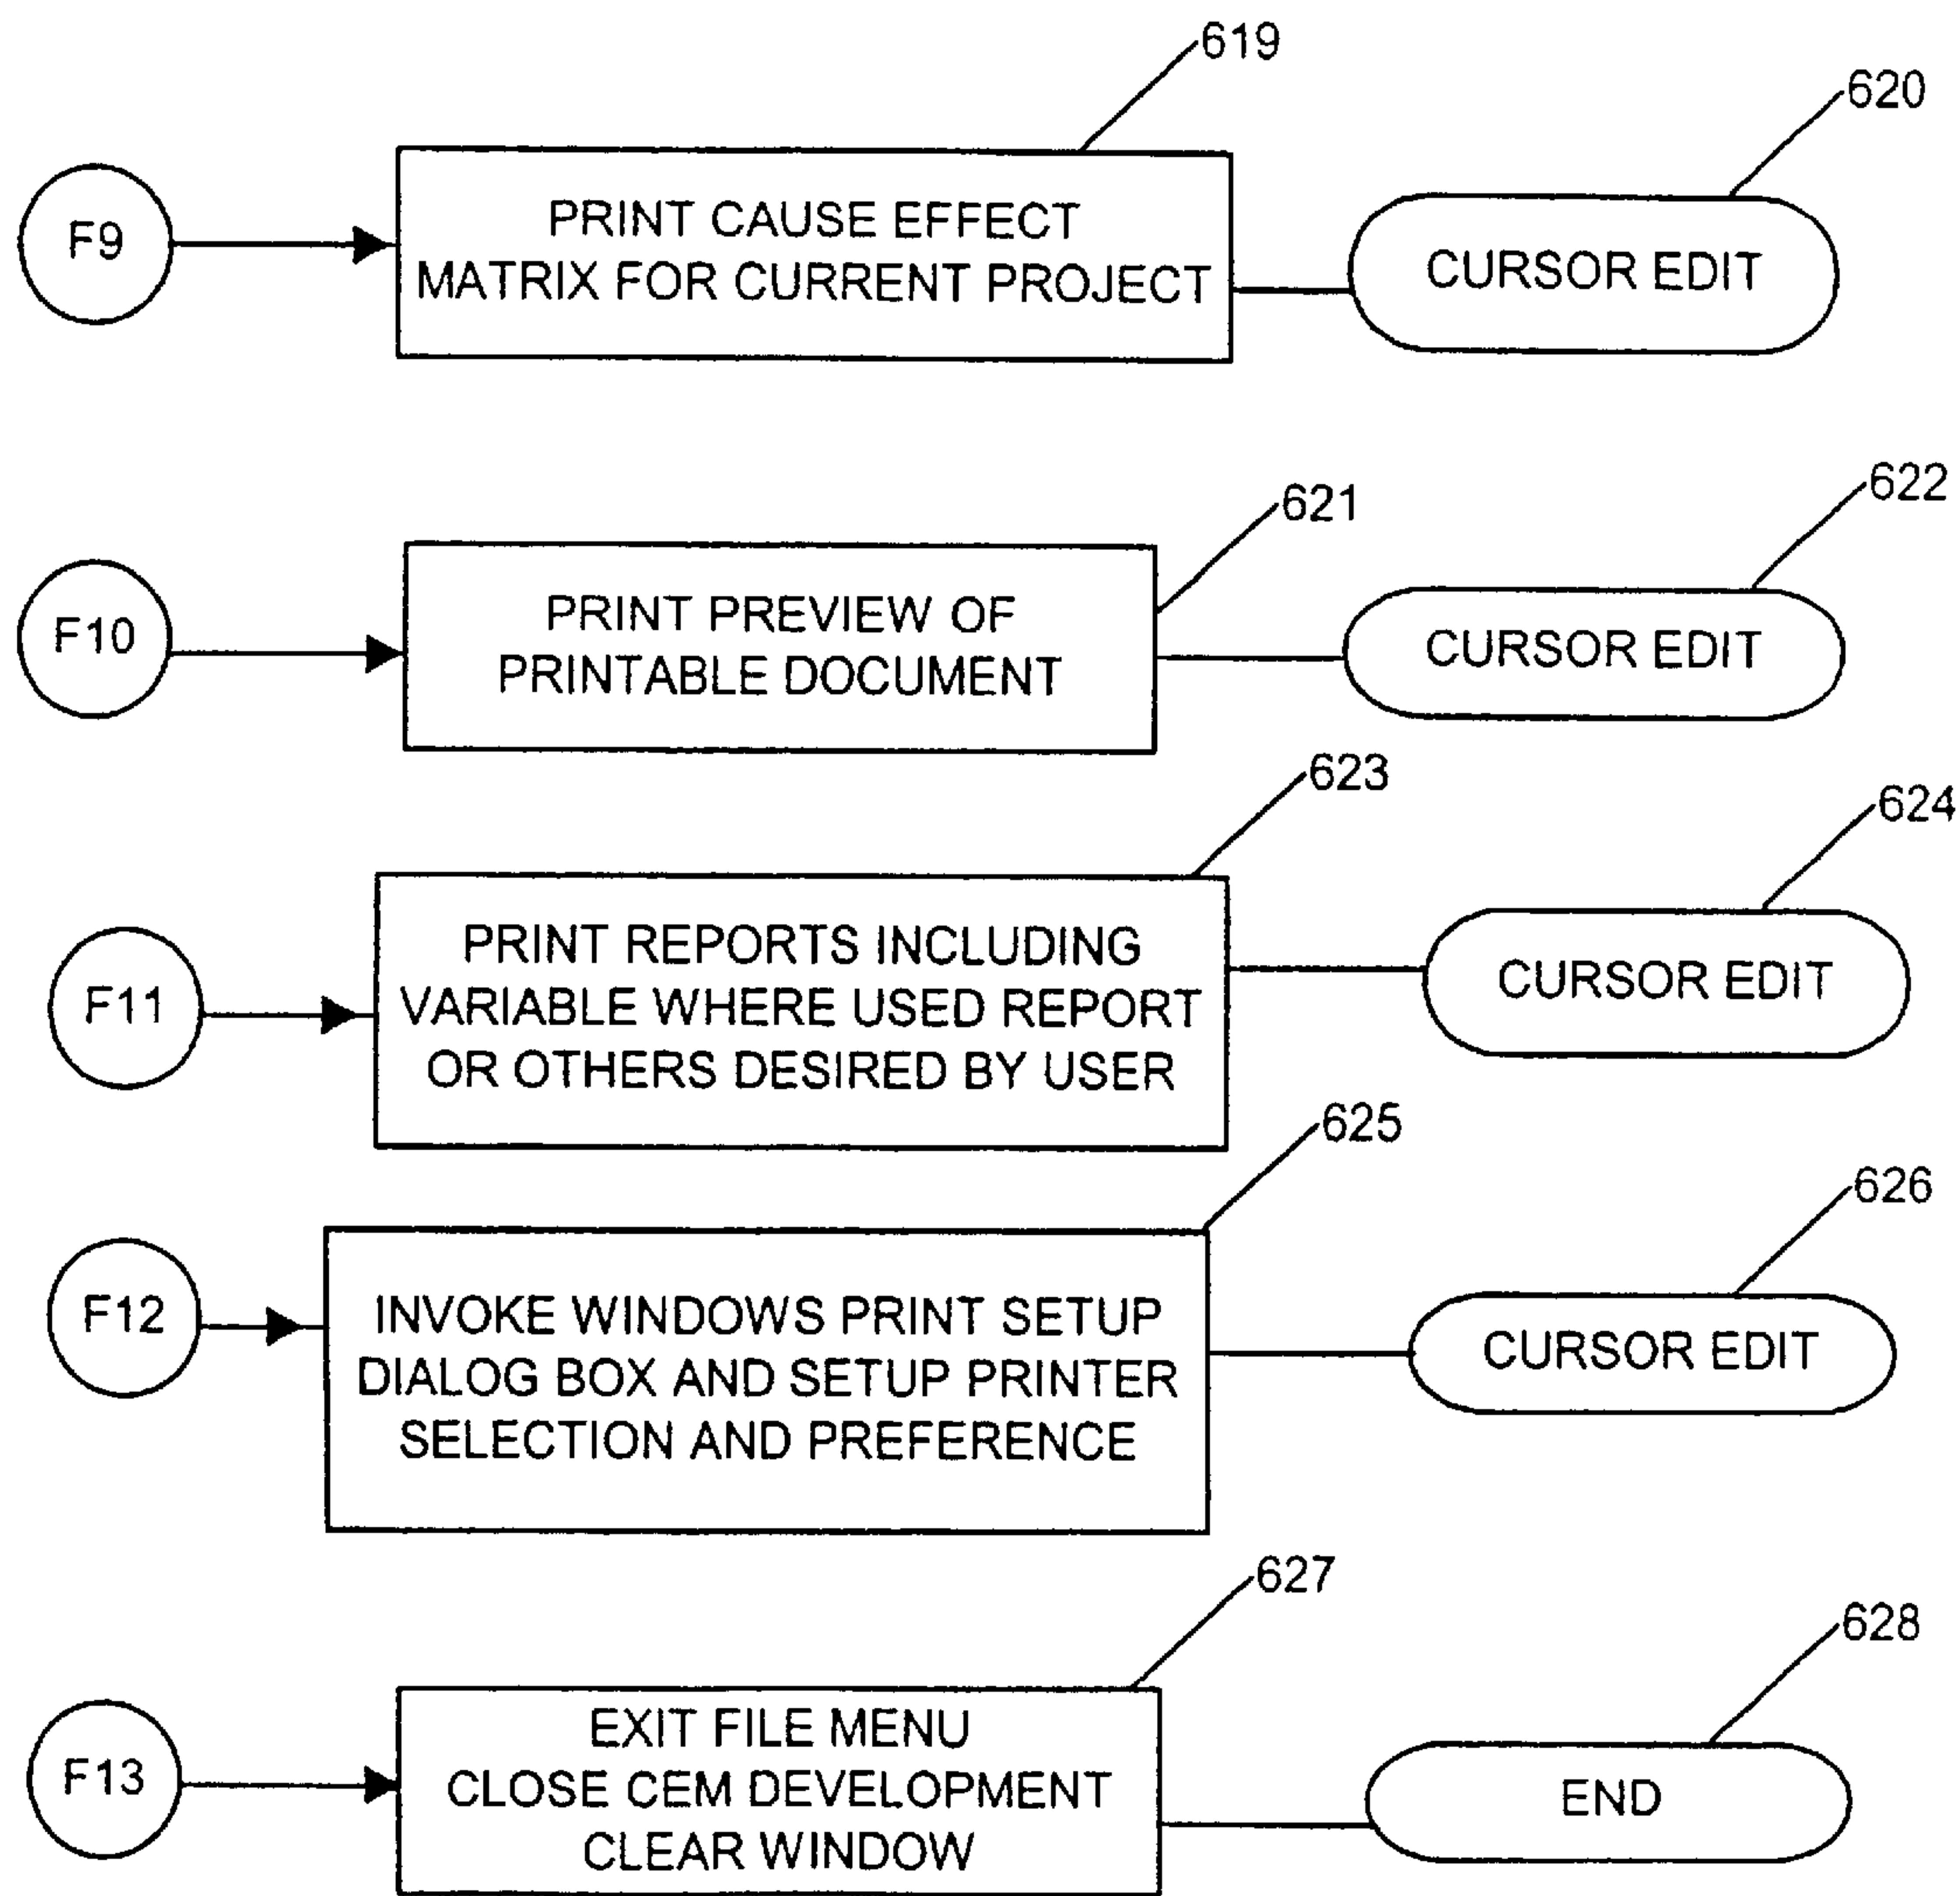 619
620
F9
PRINT CAUSE EFFECT
MATRIX FOR CURRENT PROJECT
CURSOR EDIT
621
622
F10
PRINT PREVIEW OF
PRINTABLE DOCUMENT
CURSOR EDIT
623
624
F11
PRINT REPORTS INCLUDING
VARIABLE WHERE USED REPORT
OR OTHERS DESIRED BY USER
CURSOR EDIT
625
626
F12
INVOKE WINDOWS PRINT SETUP
DIALOG BOX AND SETUP PRINTER
SELECTION AND PREFERENCE
CURSOR EDIT
627
628
F13
EXIT FILE MENU
CLOSE CEM DEVELOPMENT
CLEAR WINDOW
END